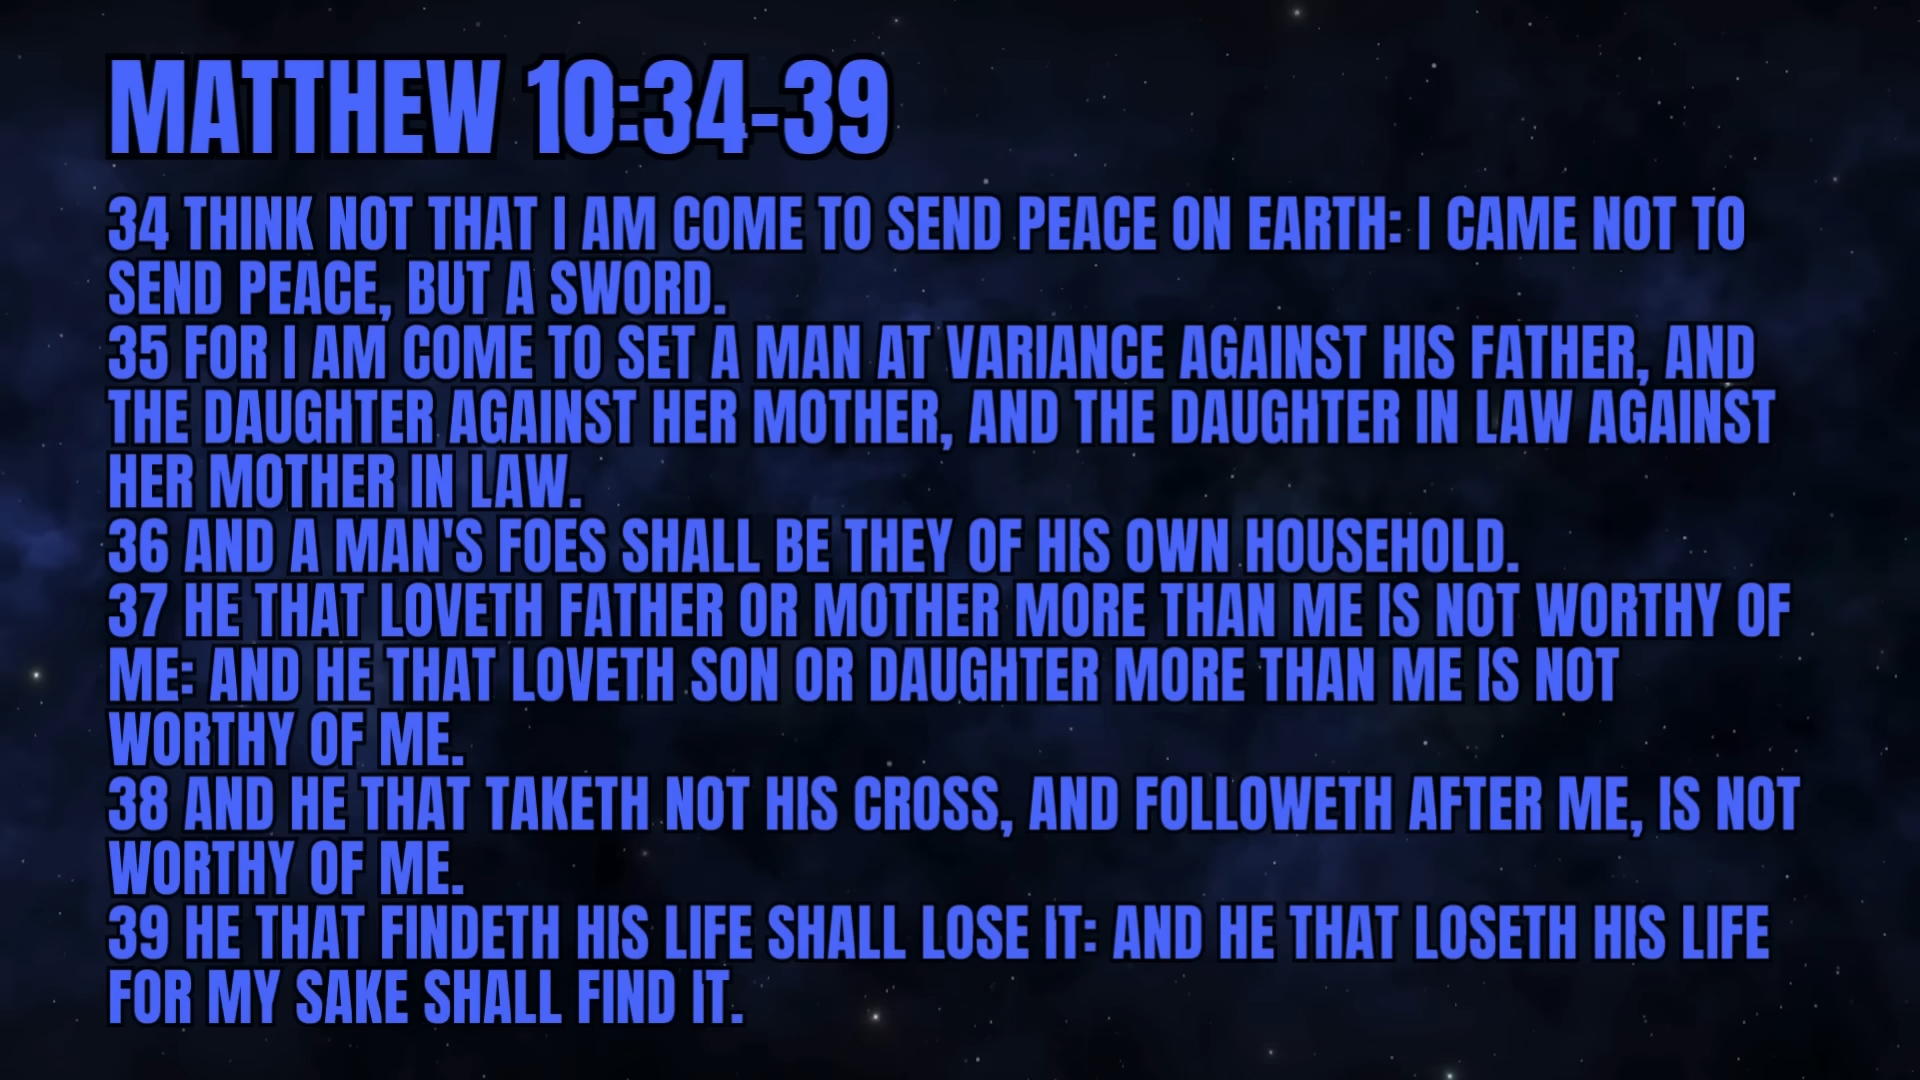 MATTHEW 10:34-39
34 THINK NOT THAT I AM COME TO SEND PEACE ON EARTH: I CAME NOT TO
SEND PEACE, BUT A SWORD.
35 FOR I AM COME TO SET A MAN AT VARIANCE AGAINST HIS FATHER, AND
THE DAUGHTER AGAINST HER MOTHER, AND THE DAUGHTER IN LAW AGAINST
HER MOTHER IN LAW.
36 AND A MAN'S FOES SHALL BE THEY OF HIS OWN HOUSEHOLD.
37 HE THAT LOVETH FATHER OR MOTHER MORE THAN ME IS NOT WORTHY OF
ME: AND HE THAT LOVETH SON OR DAUGHTER MORE THAN ME IS NOT
WORTHY OF ME.
38 AND HE THAT TAKETH NOT HIS CROSS, AND FOLLOWETH AFTER ME, IS NOT
WORTHY OF ME.
39 HE THAT FINDETH HIS LIFE SHALL LOSE IT: AND HE THAT LOSETH HIS LIFE
FOR MY SAKE SHALL FIND IT.